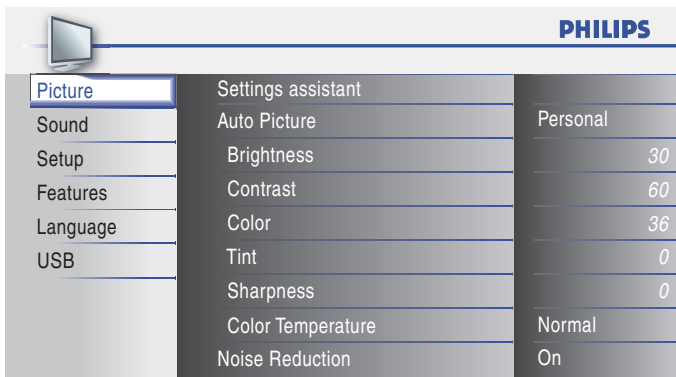 PHILIPS
Picture
Sound
Setup
Features
Language
USB
Settings assistant
Auto Picture Personal
Brightness 30
Contrast 60
Color 36
Tint 0
Sharpness 0
Color Temperature Normal
Noise Reduction On